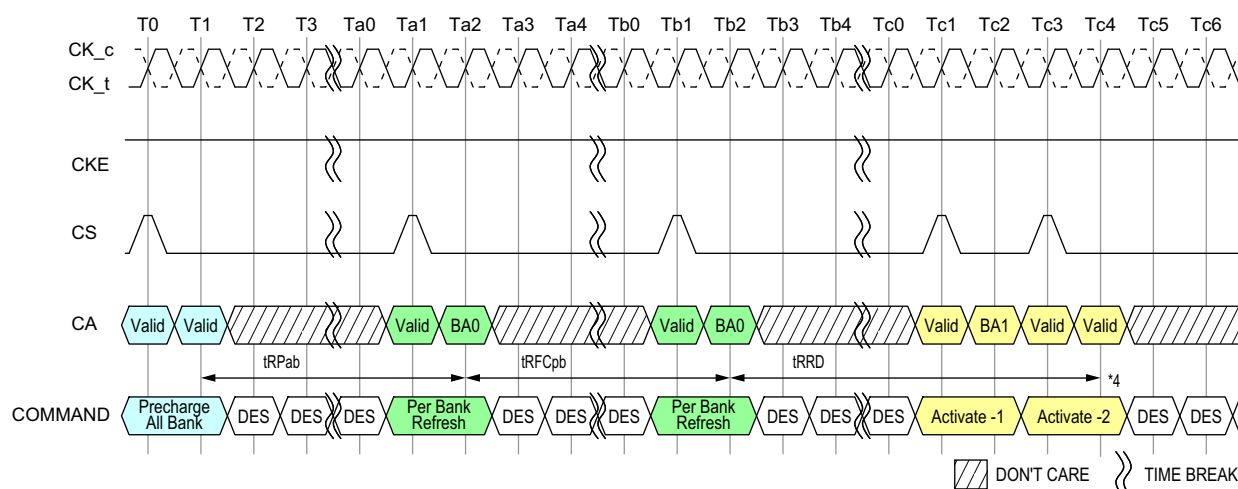 T0 T1 T2 T3 Ta0 Ta1 Ta2 Ta3 Ta4 Tb0 Tb1 Tb2 Tb3 Tb4 Tc0 Tc1 Tc2 Tc3 Tc4 Tc5 Tc6
CK_c
CK_t
CKE
CS
CA Valid Valid Valid BA0 Valid BA0 Valid BA1 Valid Valid
tRPab tRFCpb tRRD *4
COMMAND Precharge All Bank DES DES DES Per Bank Refresh DES DES DES Per Bank Refresh DES DES DES Activate -1 Activate -2 DES DES
DON'T CARE TIME BREAK